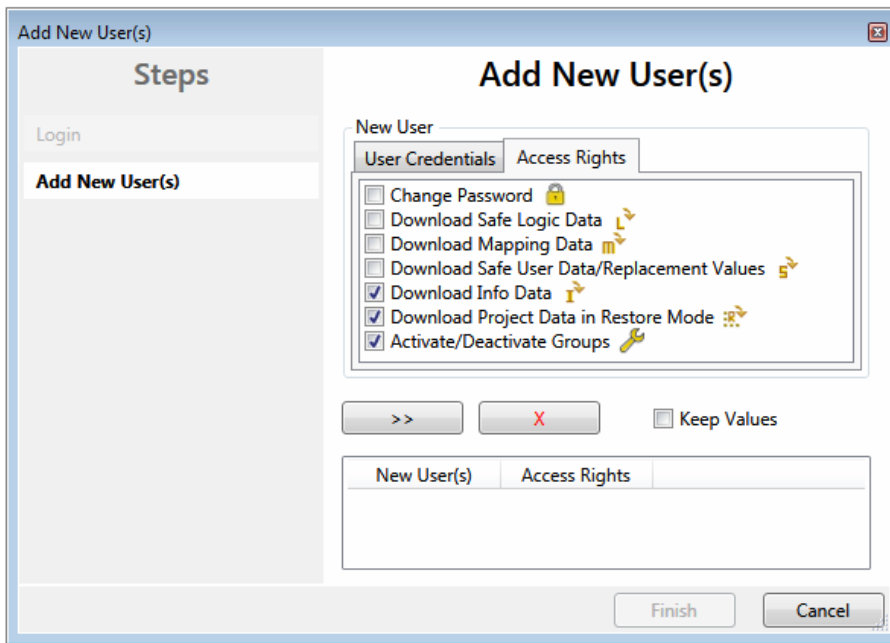 Add New User(s)
Steps
Login
Add New User(s)
Add New User(s)
New User
User Credentials
Access Rights
Change Password
Download Safe Logic Data L
Download Mapping Data m
Download Safe User Data/Replacement Values S
Download Info Data I
Download Project Data in Restore Mode R
Activate/Deactivate Groups
>> X Keep Values
New User(s) Access Rights
Finish Cancel